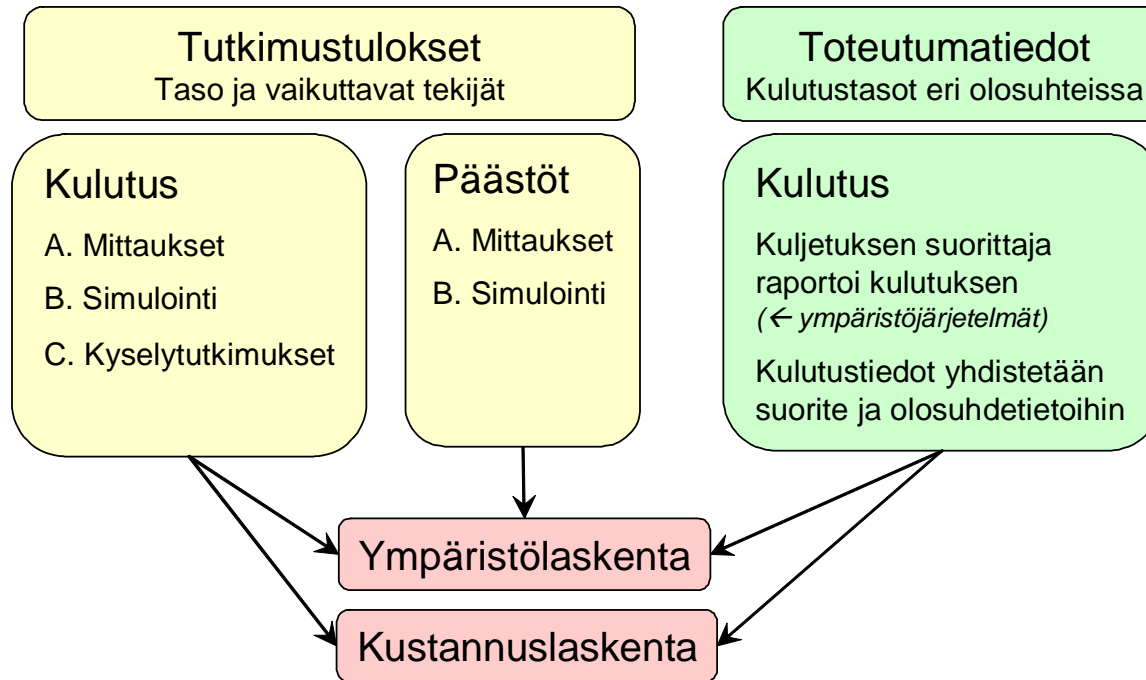 Tutkimustulokset
Taso ja vaikuttavat tekijät
Toteutumatiedot
Kulutustasot eri olosuhteissa
Kulutus
A. Mittaukset
B. Simulointi
C. Kyselytutkimukset
Päästöt
A. Mittaukset
B. Simulointi
Kulutus
Kuljetuksen suorittaja
raportoi kulutuksen
(← ympäristöjärjetelmät)
Kulutustiedot yhdistetään
suorite ja olosuhdetietoihin
Ympäristölaskenta
Kustannuslaskenta